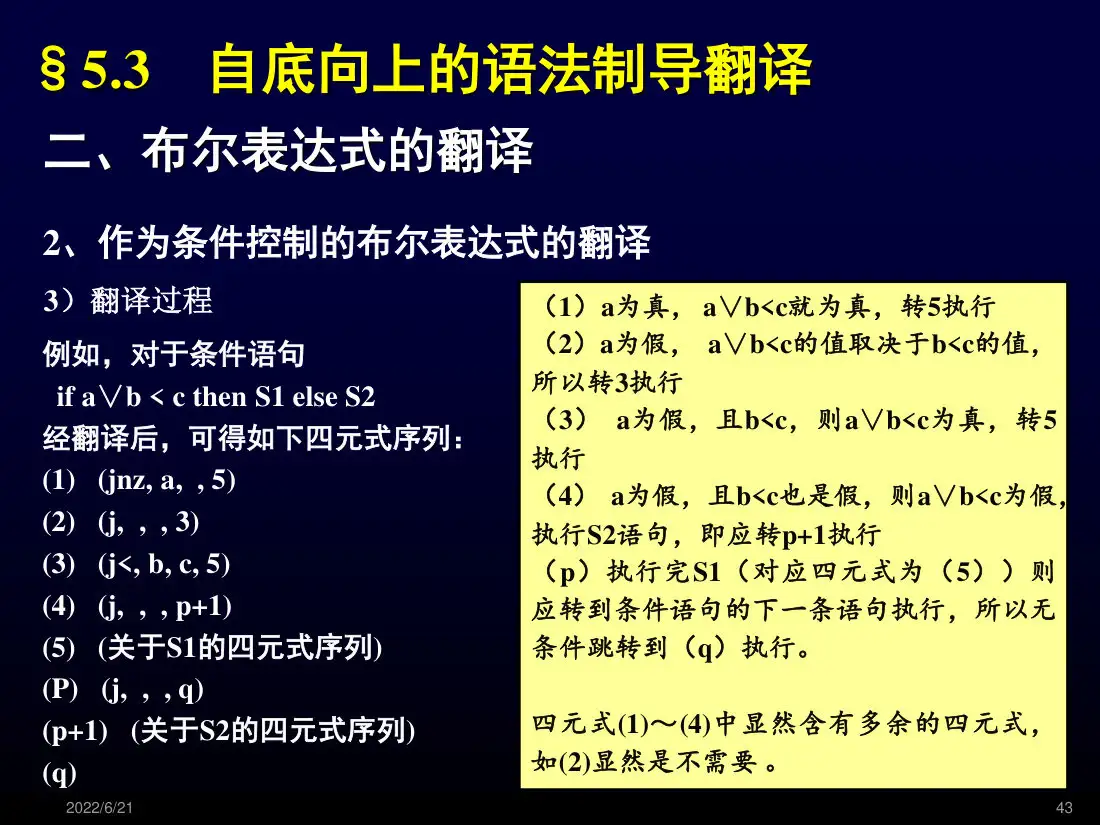 §5.3 自底向上的语法制导翻译
二、布尔表达式的翻译
2、作为条件控制的布尔表达式的翻译
3）翻译过程
例如，对于条件语句
if a∨b < c then S1 else S2
经翻译后，可得如下四元式序列：
(1) (jnz, a, , 5)
(2) (j, , , 3)
(3) (j<, b, c, 5)
(4) (j, , , p+1)
(5) (关于S1的四元式序列)
(P) (j, , , q)
(p+1) (关于S2的四元式序列)
(q)
（1）a为真， a∨b<c就为真，转5执行
（2）a为假， a∨b<c的值取决于b<c的值，
所以转3执行
（3） a为假，且b<c，则a∨b<c为真，转5
执行
（4） a为假，且b<c也是假，则a∨b<c为假，
执行S2语句，即应转p+1执行
（p）执行完S1（对应四元式为（5））则
应转到条件语句的下一条语句执行，所以无
条件跳转到（q）执行。
四元式(1)～(4)中显然含有多余的四元式，
如(2)显然是不需要 。
2022/6/21
43